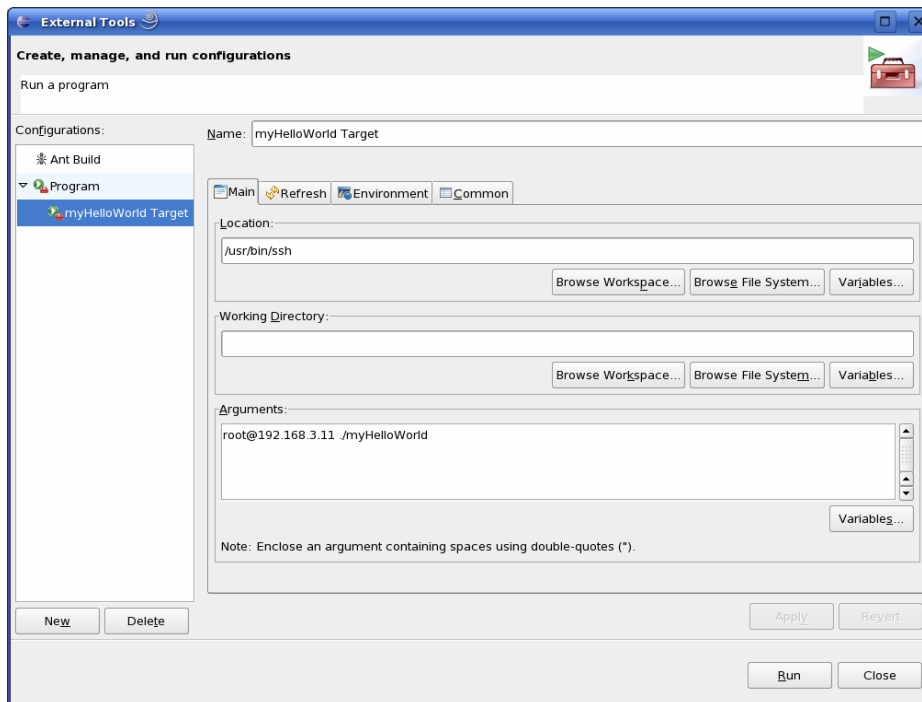 External Tools
Create, manage, and run configurations
Run a program
Configurations:
Ant Build
Program
myHelloWorld Target
New
Delete
Name: myHelloWorld Target
Main Refresh Environment Common
Location:
/usr/bin/ssh
Browse Workspace... Browse File System... Variables...
Working Directory:
Browse Workspace... Browse File System... Variables...
Arguments:
root@192.168.3.11 ./myHelloWorld
Variables...
Note: Enclose an argument containing spaces using double-quotes (").
Apply Revert
Run Close